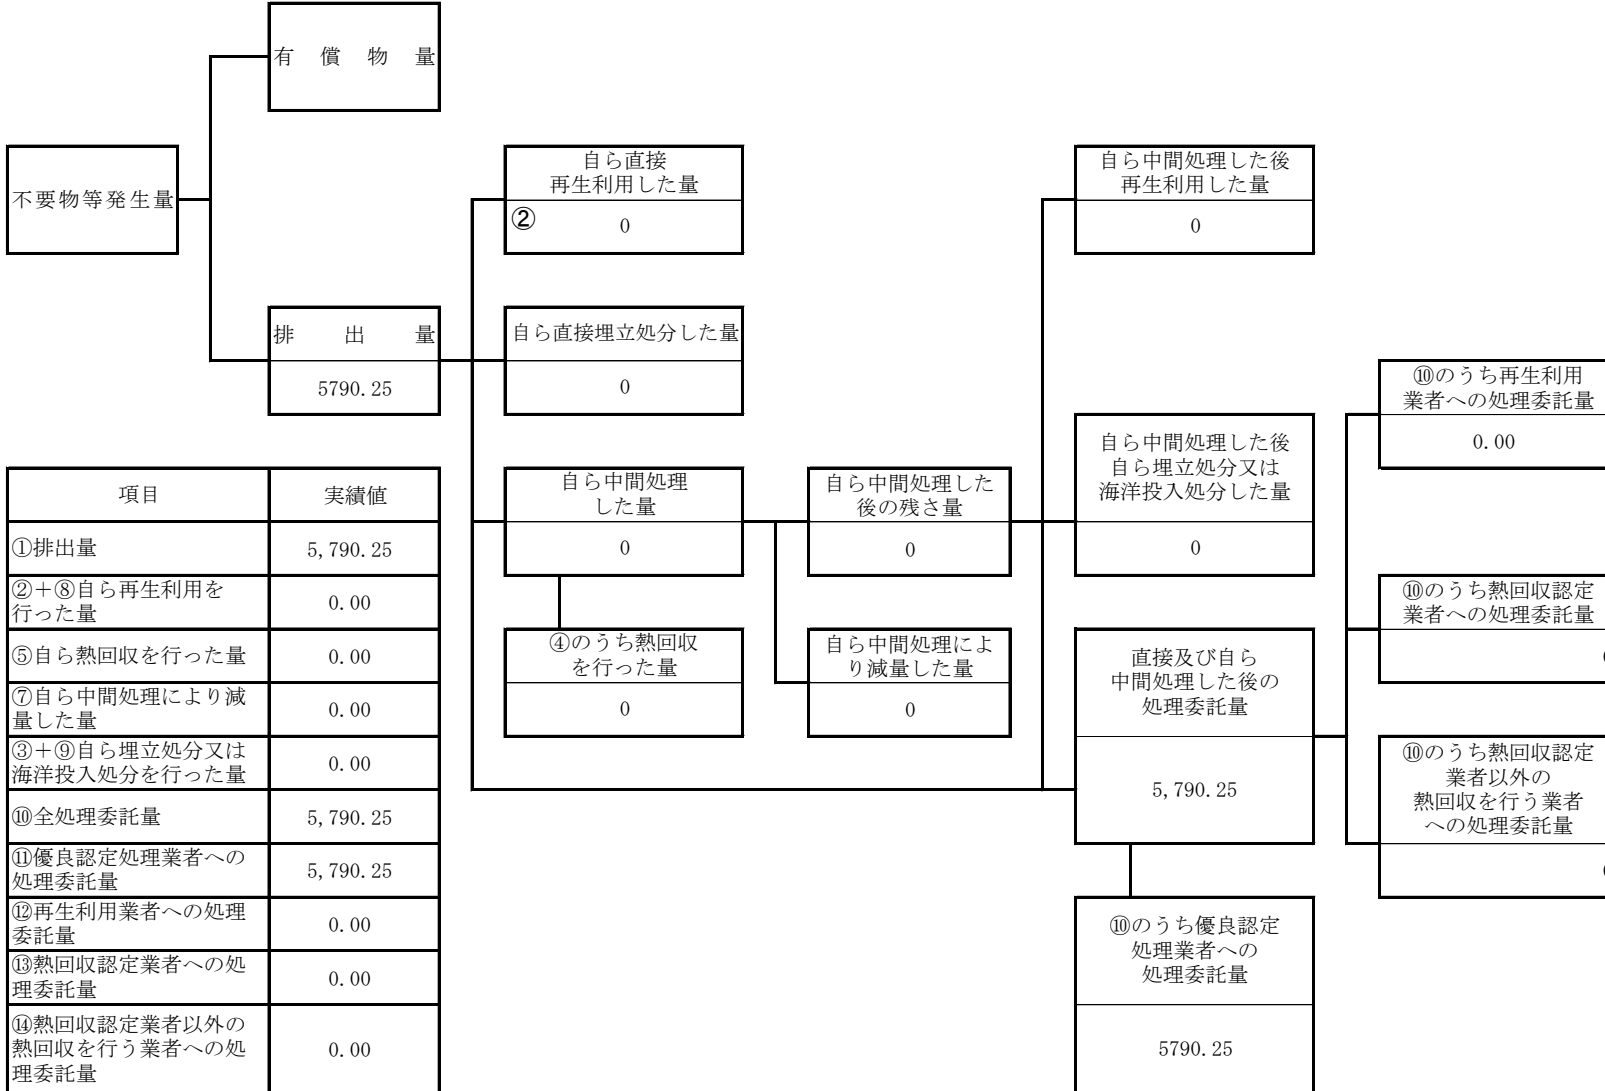 有償物量
不要物等発生量
排出量
5790.25
自ら直接
再生利用した量
②
0
自ら直接埋立処分した量
0
自ら中間処理
した量
0
④のうち熱回収
を行った量
0
自ら中間処理した
後の残さ量
0
自ら中間処理によ
り減量した量
0
自ら中間処理した後
再生利用した量
0
自ら中間処理した後
自ら埋立処分又は
海洋投入処分した量
0
直接及び自ら
中間処理した後の
処理委託量
5,790.25
⑩のうち優良認定
処理業者への
処理委託量
5790.25
⑩のうち再生利用
業者への処理委託量
0.00
⑩のうち熱回収認定
業者への処理委託量
⑩のうち熱回収認定
業者以外の
熱回収を行う業者
への処理委託量
項目 実績値
①排出量 5,790.25
②＋⑧自ら再生利用を
行った量 0.00
⑤自ら熱回収を行った量 0.00
⑦自ら中間処理により減
量した量 0.00
③＋⑨自ら埋立処分又は
海洋投入処分を行った量 0.00
⑩全処理委託量 5,790.25
⑪優良認定処理業者への
処理委託量 5,790.25
⑫再生利用業者への処理
委託量 0.00
⑬熱回収認定業者への処
理委託量 0.00
⑭熱回収認定業者以外の
熱回収を行う業者への処
理委託量 0.00